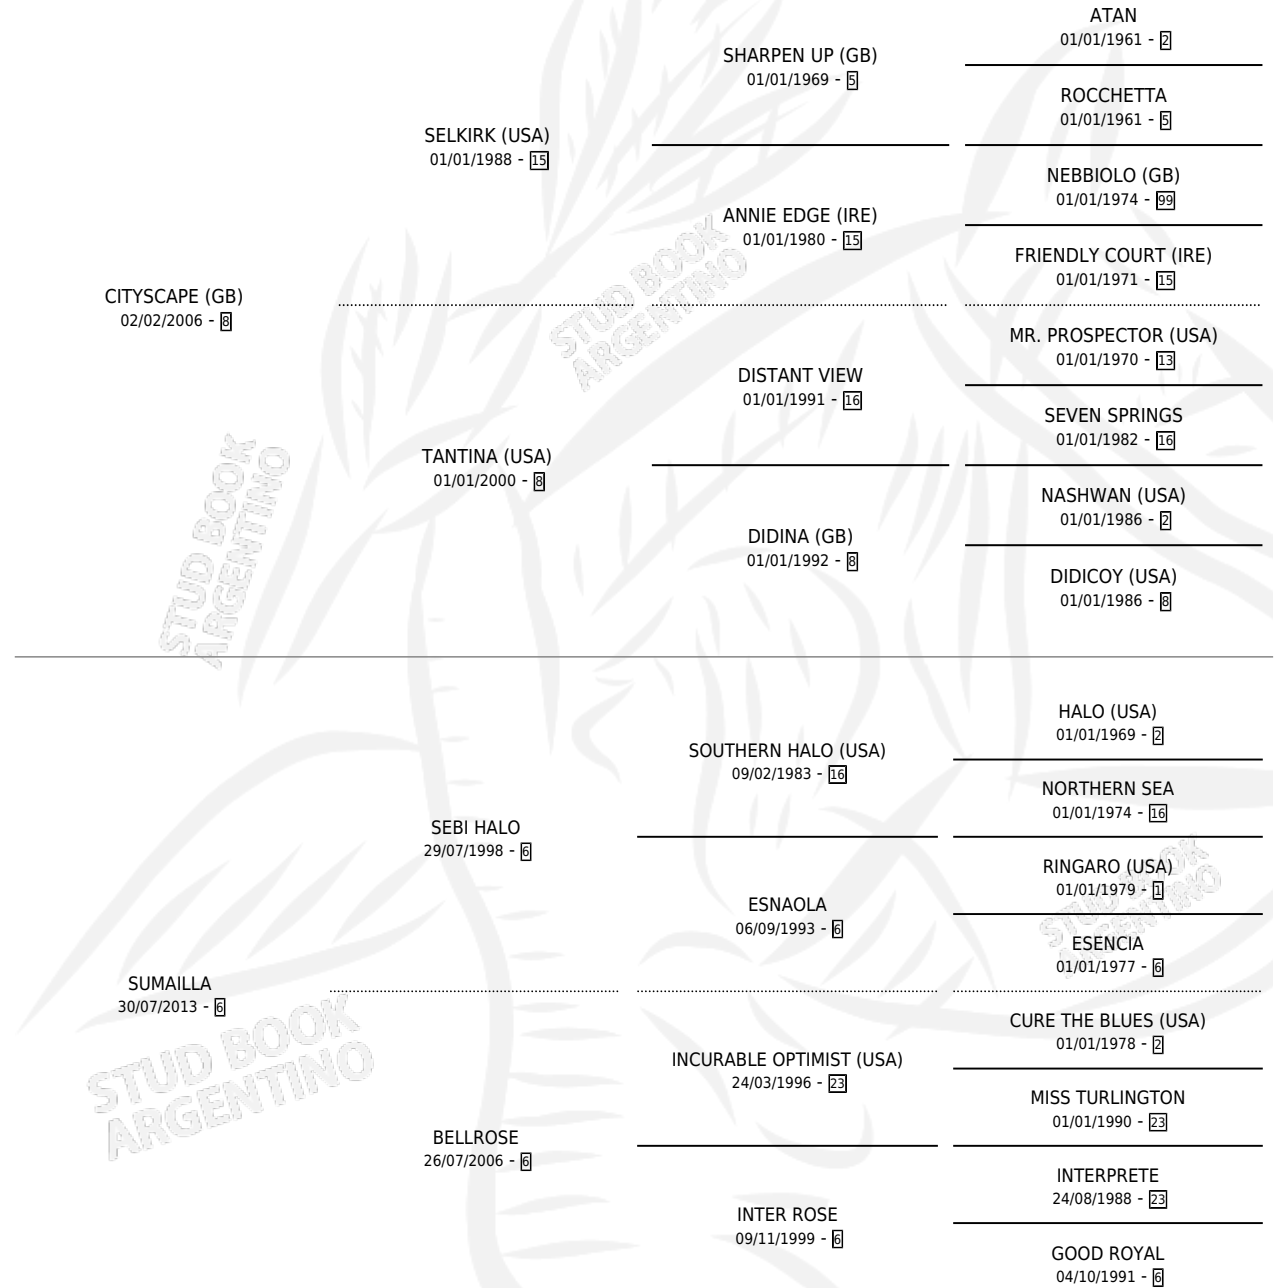 ATAN
01/01/1961 - 2
SHARPEN UP (GB)
01/01/1969 - 5
ROCCHETTA
01/01/1961 - 5
SELKIRK (USA)
01/01/1988 - 15
NEBBIOLO (GB)
01/01/1974 - 99
ANNIE EDGE (IRE)
01/01/1980 - 15
FRIENDLY COURT (IRE)
01/01/1971 - 15
CITYSCAPE (GB)
02/02/2006 - 8
MR. PROSPECTOR (USA)
01/01/1970 - 13
DISTANT VIEW
01/01/1991 - 16
SEVEN SPRINGS
01/01/1982 - 16
TANTINA (USA)
01/01/2000 - 8
NASHWAN (USA)
01/01/1986 - 2
DIDINA (GB)
01/01/1992 - 8
DIDICOY (USA)
01/01/1986 - 8
HALO (USA)
01/01/1969 - 2
SOUTHERN HALO (USA)
09/02/1983 - 16
NORTHERN SEA
01/01/1974 - 16
SEBI HALO
29/07/1998 - 6
RINGARO (USA)
01/01/1979 - 1
ESNAOLA
06/09/1993 - 6
ESENCIA
01/01/1977 - 6
SUMAILLA
30/07/2013 - 6
CURE THE BLUES (USA)
01/01/1978 - 2
INCURABLE OPTIMIST (USA)
24/03/1996 - 23
MISS TURLINGTON
01/01/1990 - 23
BELLROSE
26/07/2006 - 6
INTERPRETE
24/08/1988 - 23
INTER ROSE
09/11/1999 - 6
GOOD ROYAL
04/10/1991 - 6
STUD BOOK
ARGENTINO
STUD BOOK
ARGENTINO
STUD BOOK
ARGENTINO
STUD BOOK
ARGENTINO